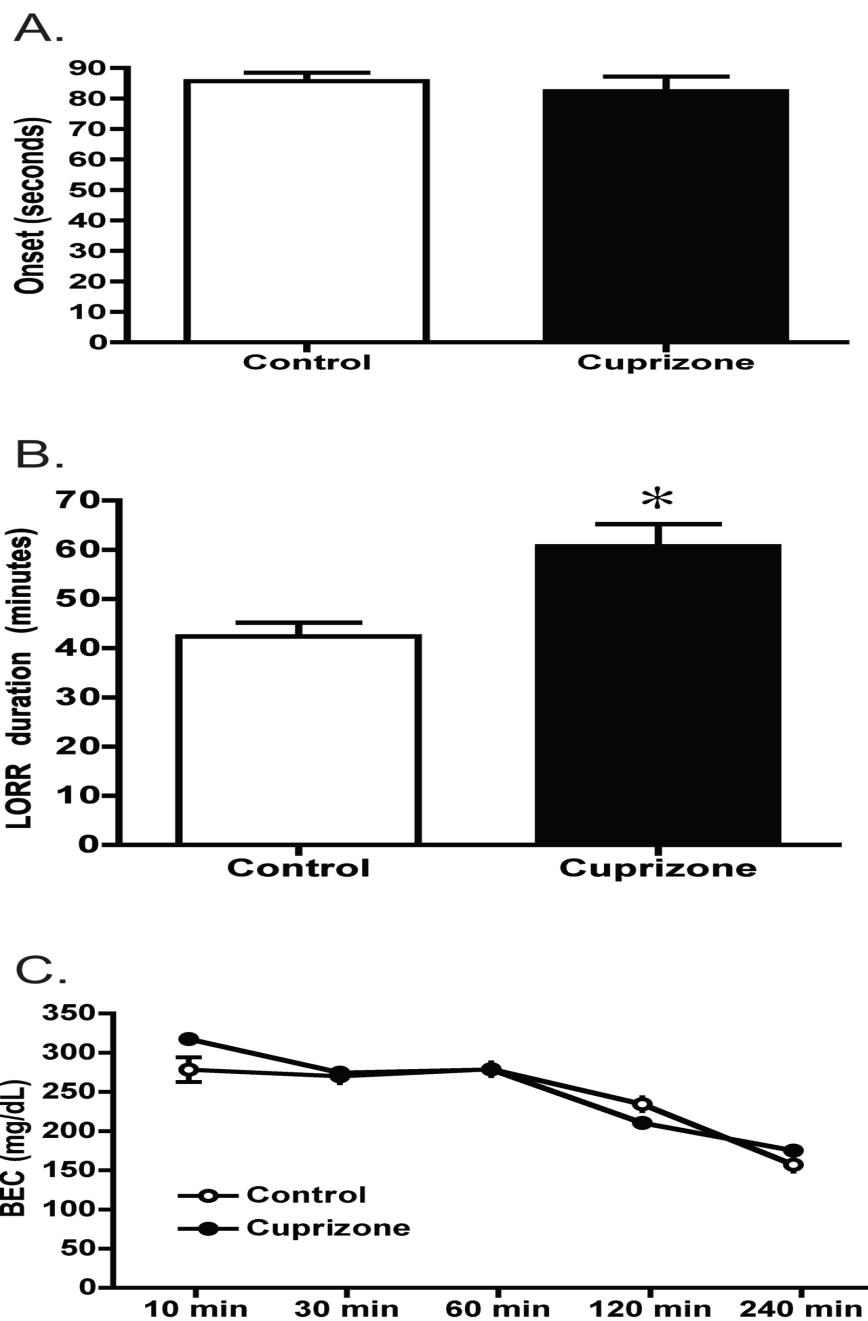 A.
90
80
70
60
50
40
30
20
10
0
Onset (seconds)
Control Cuprizone
B.
*
70
60
50
40
30
20
10
0
LORR duration (minutes)
Control Cuprizone
C.
350
300
250
200
150
100
50
0
BEC (mg/dL)
Control
Cuprizone
10 min 30 min 60 min 120 min 240 min